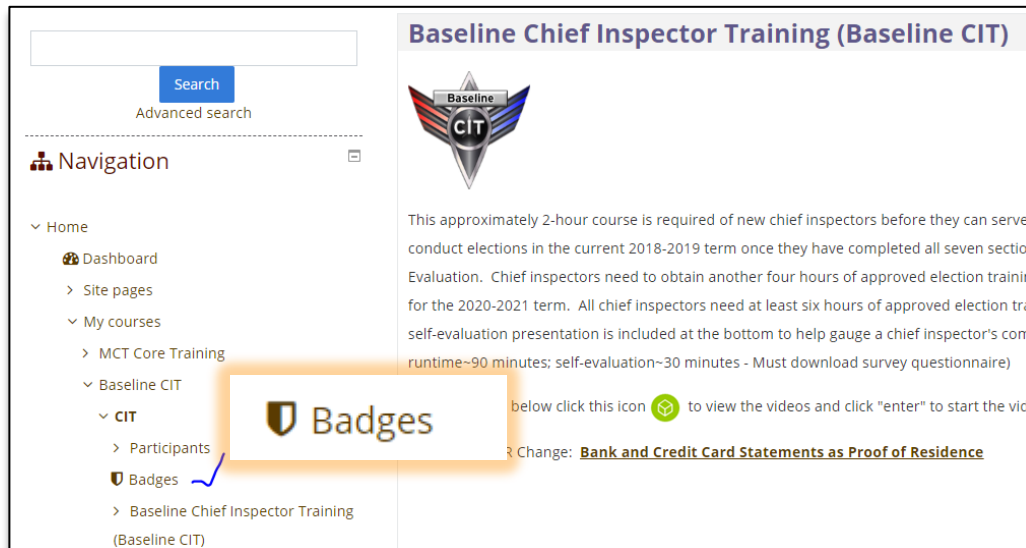 Search
Advanced search
Navigation
Home
Dashboard
Site pages
My courses
MCT Core Training
Baseline CIT
CIT
Participants
Badges
Baseline Chief Inspector Training
(Baseline CIT)
Badges
Baseline Chief Inspector Training (Baseline CIT)
Baseline
CIT
This approximately 2-hour course is required of new chief inspectors before they can serve
conduct elections in the current 2018-2019 term once they have completed all seven sectio
Evaluation. Chief inspectors need to obtain another four hours of approved election traini
for the 2020-2021 term. All chief inspectors need at least six hours of approved election tra
self-evaluation presentation is included at the bottom to help gauge a chief inspector's con
runtime~90 minutes; self-evaluation~30 minutes - Must download survey questionnaire)
below click this icon to view the videos and click "enter" to start the vid
R Change: Bank and Credit Card Statements as Proof of Residence